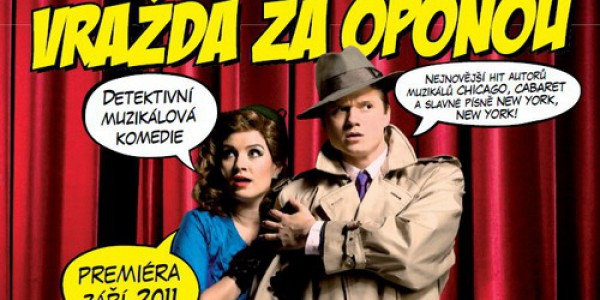 VRAŽDA ZA OPONOU
DETEKTIVNÍ
MUZIKÁLOVÁ
KOMEDIE
NEJNOVĚJŠÍ HIT AUTORŮ
MUZIKÁLŮ CHICAGO, CABARET
A SLAVNÉ PÍSNĚ NEW YORK,
NEW YORK!
PREMIÉRA
ZÁŘÍ 2011